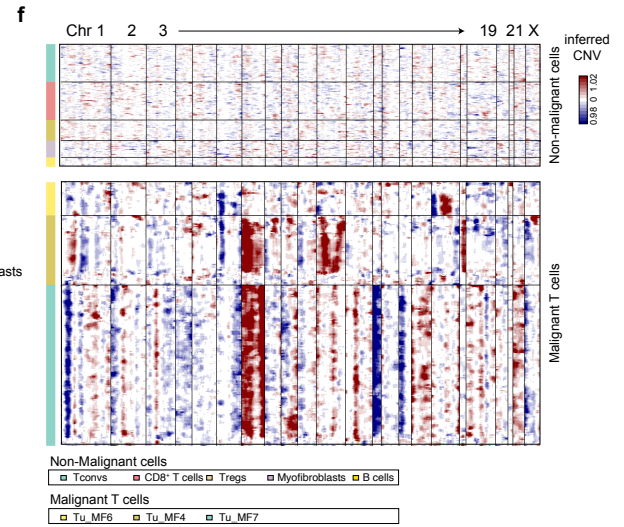 f
Chr 1 2 3 19 21 X
inferred
CNV
0.98 0 1.02
Non-malignant cells
asts
Malignant T cells
Non-Malignant cells
Tconvs CD8⁺ T cells Tregs Myofibroblasts B cells
Malignant T cells
Tu_MF6 Tu_MF4 Tu_MF7